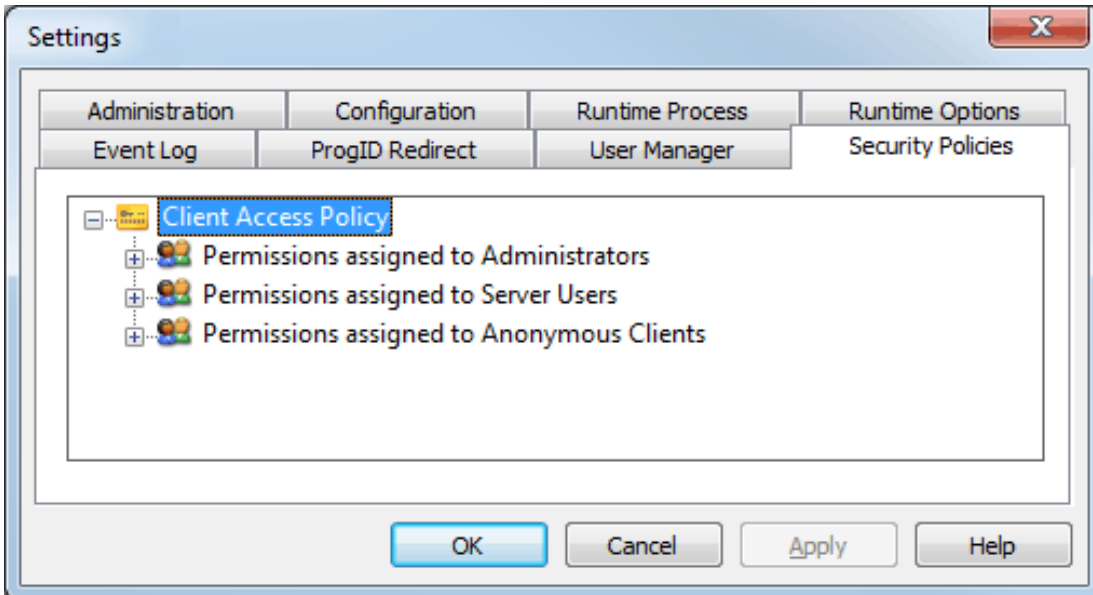 Settings
Administration
Configuration
Runtime Process
Runtime Options
Event Log
ProgID Redirect
User Manager
Security Policies
Client Access Policy
Permissions assigned to Administrators
Permissions assigned to Server Users
Permissions assigned to Anonymous Clients
OK
Cancel
Apply
Help